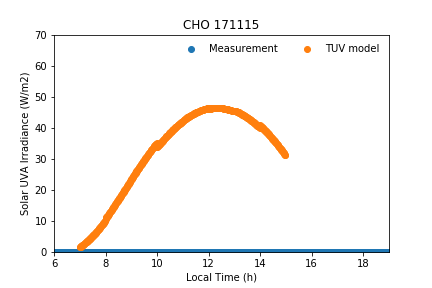 CHO 171115
Measurement
TUV model
Solar UVA Irradiance (W/m2)
70
60
50
40
30
20
10
0
6 8 10 12 14 16 18
Local Time (h)